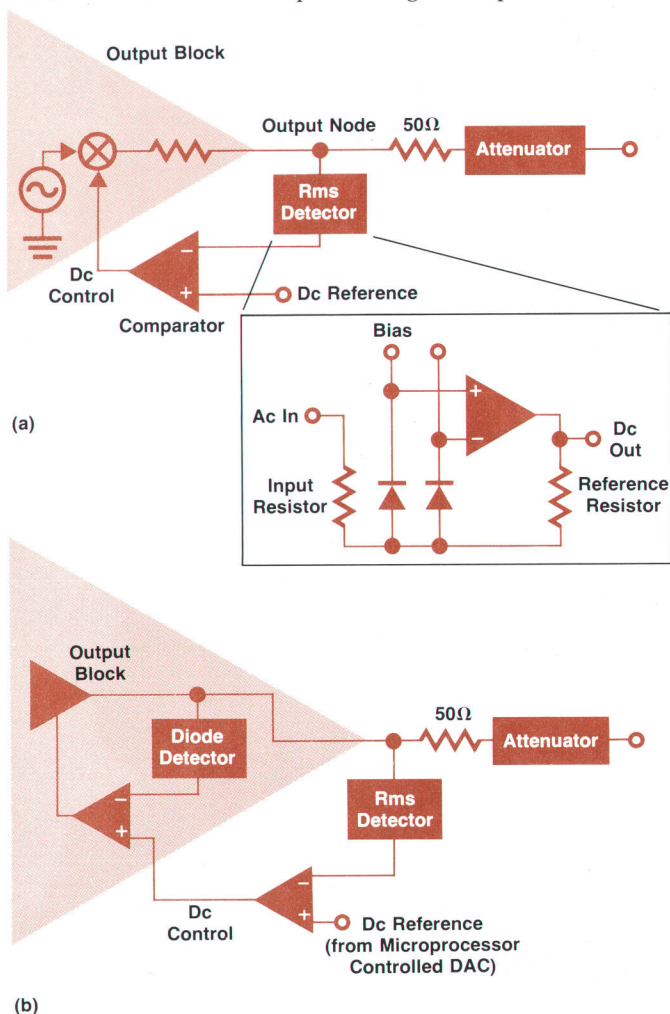 Output Block
Output Node
50Ω
Attenuator
Rms
Detector
−
+
Dc
Control
Dc Reference
Comparator
(a)
Bias
Ac In
+
−
Dc
Out
Input
Resistor
Reference
Resistor
Output
Block
50Ω
Diode
Detector
Attenuator
−
+
Rms
Detector
−
+
Dc
Control
Dc Reference
(from Microprocessor
Controlled DAC)
(b)